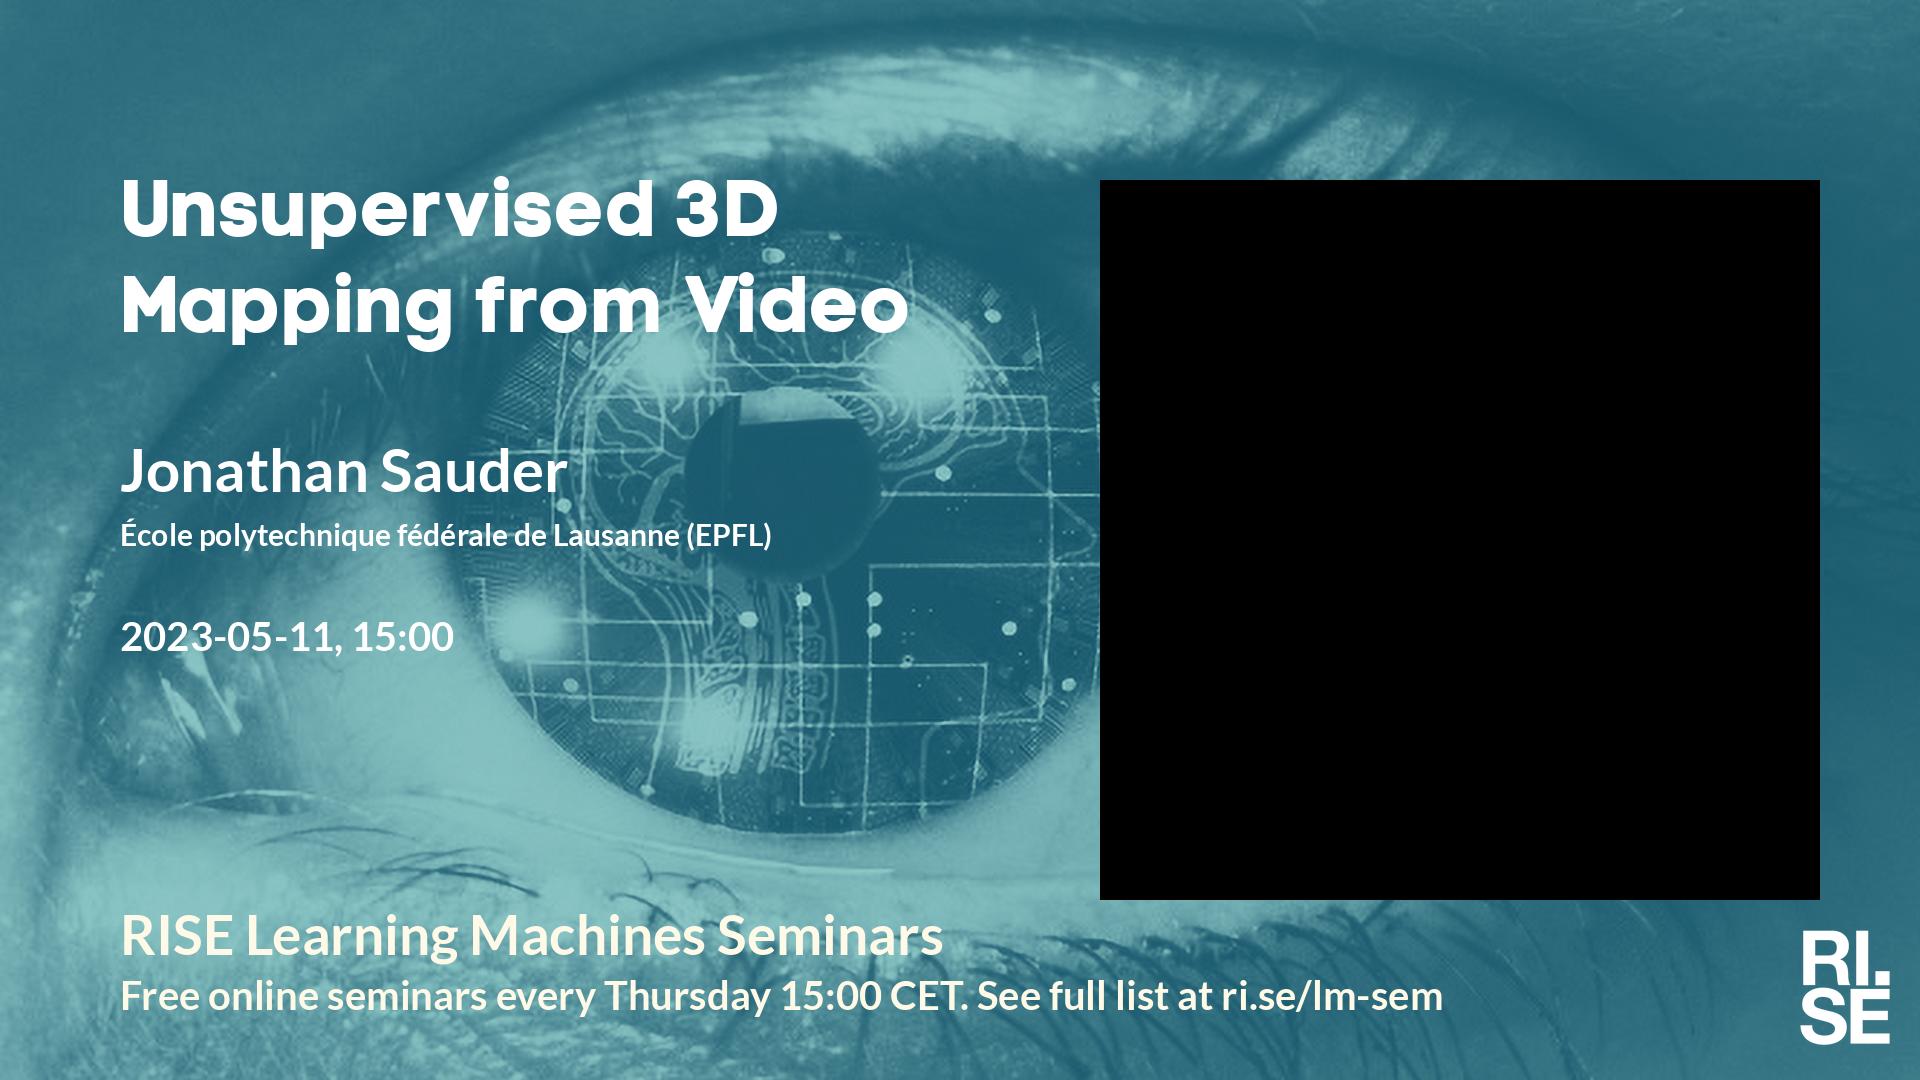 Unsupervised 3D
Mapping from Video
Jonathan Sauder
École polytechnique fédérale de Lausanne (EPFL)
2023-05-11, 15:00
RISE Learning Machines Seminars
Free online seminars every Thursday 15:00 CET. See full list at ri.se/lm-sem
RI.
SE